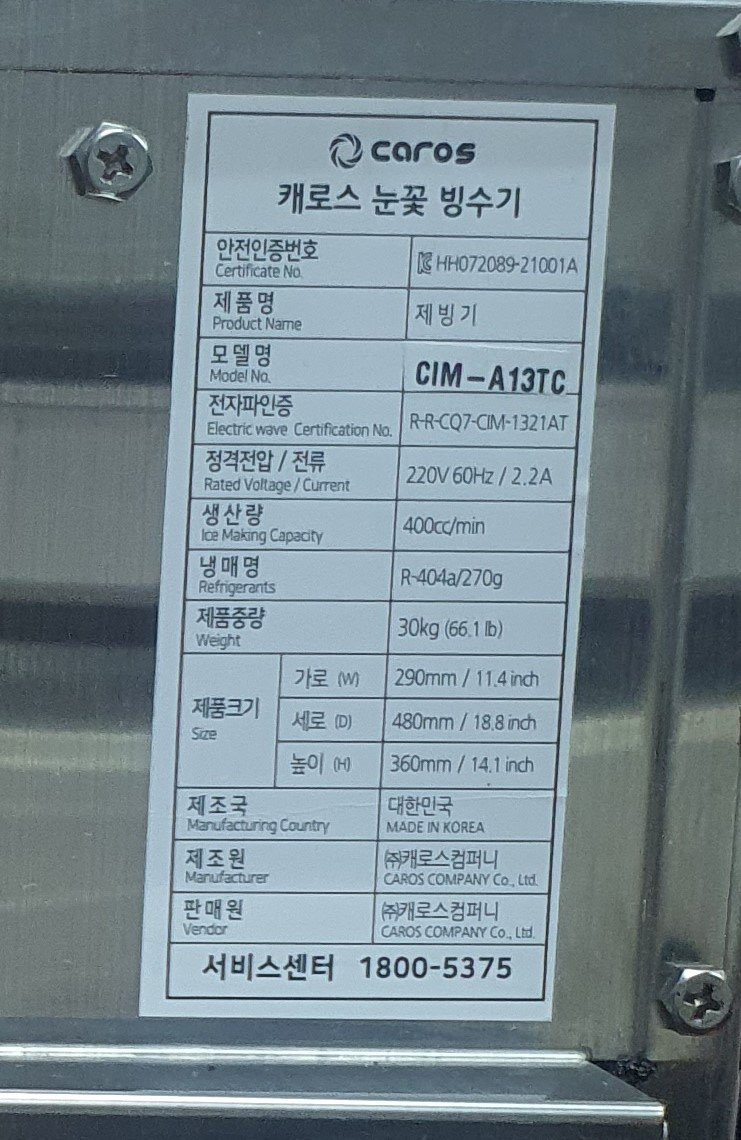 caros
캐로스 눈꽃 빙수기
안전인증번호
Certificate No.
HH072089-21001A
제품명
Product Name
제빙기
모델명
Model No.
CIM-A13TC
전자파인증
Electric wave Certification No.
R-R-CQ7-CIM-1321AT
정격전압 / 전류
Rated Voltage / Current
220V 60Hz / 2.2A
생산량
Ice Making Capacity
400cc/min
냉매명
Refrigerants
R-404a/270g
제품중량
Weight
30kg (66.1 lb)
제품크기
Size
가로 (W)
290mm / 11.4 inch
세로 (D)
480mm / 18.8 inch
높이 (H)
360mm / 14.1 inch
제조국
Manufacturing Country
대한민국
MADE IN KOREA
제조원
Manufacturer
㈜캐로스컴퍼니
CAROS COMPANY Co., Ltd.
판매원
Vendor
㈜캐로스컴퍼니
CAROS COMPANY Co., Ltd.
서비스센터 1800-5375